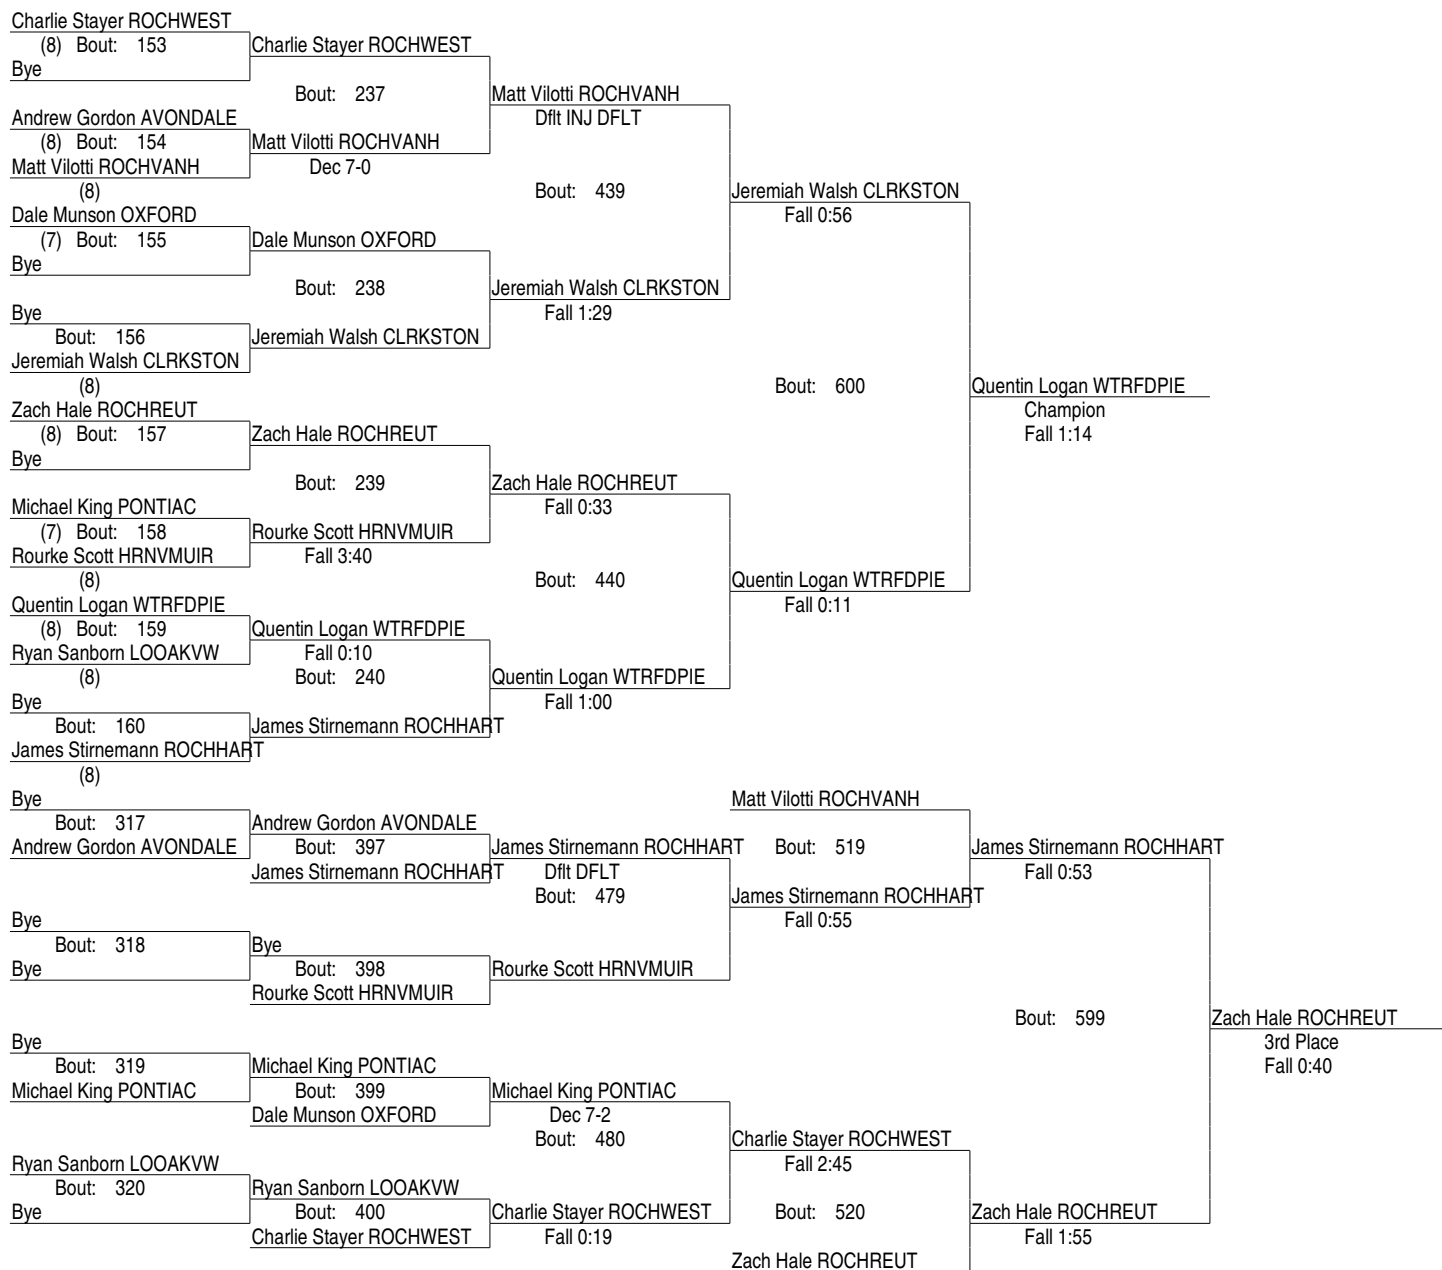 Charlie Stayer ROCHWEST
(8) Bout: 153 Charlie Stayer ROCHWEST
Bye
Bout: 237 Matt Vilotti ROCHVANH
Andrew Gordon AVONDALE Dflt INJ DFLT
(8) Bout: 154 Matt Vilotti ROCHVANH
Matt Vilotti ROCHVANH Dec 7-0
(8) Bout: 439 Jeremiah Walsh CLRKSTON
Dale Munson OXFORD Fall 0:56
(7) Bout: 155 Dale Munson OXFORD
Bye
Bout: 238 Jeremiah Walsh CLRKSTON
Bye Fall 1:29
Bout: 156 Jeremiah Walsh CLRKSTON
Jeremiah Walsh CLRKSTON
(8) Bout: 600 Quentin Logan WTRFDPIE
Zach Hale ROCHREUT Champion
(8) Bout: 157 Zach Hale ROCHREUT Fall 1:14
Bye
Bout: 239 Zach Hale ROCHREUT
Michael King PONTIAC Fall 0:33
(7) Bout: 158 Rourke Scott HRNVMUIR
Rourke Scott HRNVMUIR Fall 3:40
(8) Bout: 440 Quentin Logan WTRFDPIE
Quentin Logan WTRFDPIE Fall 0:11
(8) Bout: 159 Quentin Logan WTRFDPIE
Ryan Sanborn LOOAKVW Fall 0:10
(8) Bout: 240 Quentin Logan WTRFDPIE
Bye Fall 1:00
Bout: 160 James Stirnemann ROCHHART
James Stirnemann ROCHHART
(8)
Bye Matt Vilotti ROCHVANH
Bout: 317 Andrew Gordon AVONDALE
Andrew Gordon AVONDALE Bout: 397 James Stirnemann ROCHHART Bout: 519 James Stirnemann ROCHHART
James Stirnemann ROCHHART Dflt DFLT Fall 0:53
Bout: 479 James Stirnemann ROCHHART
Bye Fall 0:55
Bout: 318 Bye
Bye Bout: 398 Rourke Scott HRNVMUIR
Rourke Scott HRNVMUIR
Bout: 599 Zach Hale ROCHREUT
Bye 3rd Place
Bout: 319 Michael King PONTIAC Fall 0:40
Michael King PONTIAC Bout: 399 Michael King PONTIAC
Dale Munson OXFORD Dec 7-2
Bout: 480 Charlie Stayer ROCHWEST
Ryan Sanborn LOOAKVW Fall 2:45
Bout: 320 Ryan Sanborn LOOAKVW
Bye Bout: 400 Charlie Stayer ROCHWEST Bout: 520 Zach Hale ROCHREUT
Charlie Stayer ROCHWEST Fall 0:19 Fall 1:55
Zach Hale ROCHREUT